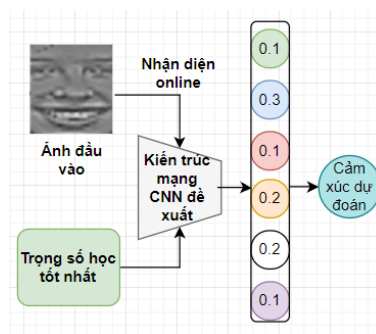 Nhận diện
online
Ảnh đầu
vào
Kiến trúc
mạng
CNN đề
xuất
Trọng số học
tốt nhất
0.1
0.3
0.1
0.2
0.2
0.1
Cảm
xúc dự
đoán